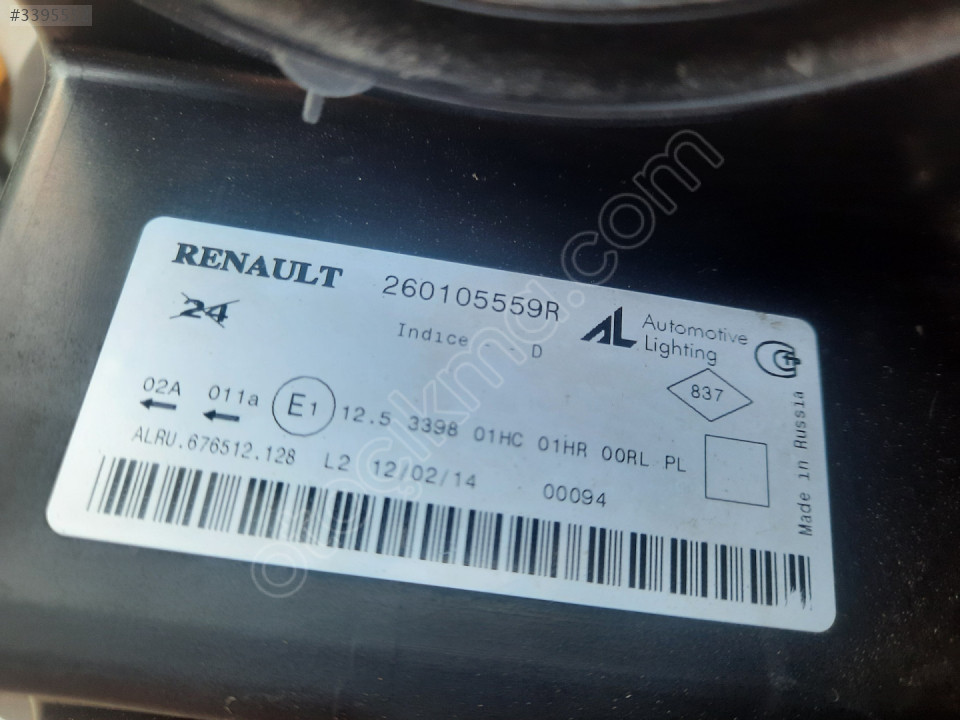 #3395
RENAULT 260105559R
24
Indice - - D
Automotive
Lighting
837
02A 011a E1 12.5 3398 01HC 01HR 00RL PL
ALRU.676512.128 L2 12/02/14 00094
Made in Russia